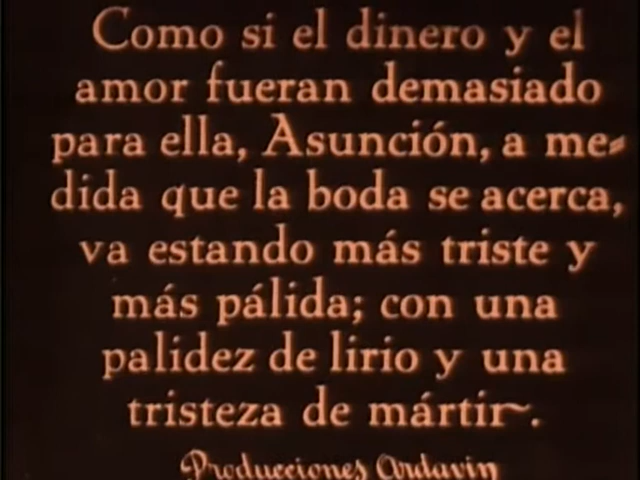 Como si el dinero y el
amor fueran demasiado
para ella, Asunción, a me-
dida que la boda se acerca,
va estando más triste y
más pálida; con una
palidez de lirio y una
tristeza de mártir.
Producciones Ardavin